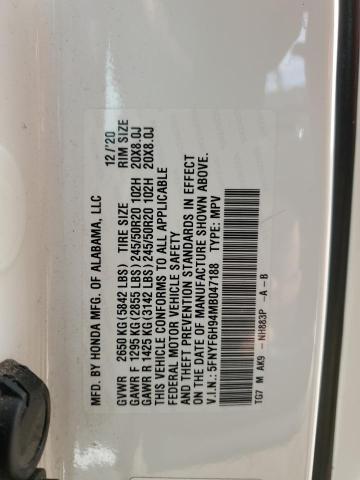 MFD. BY HONDA MFG. OF ALABAMA, LLC 12/'20
GVWR 2650 KG(5842 LBS) TIRE SIZE RIM SIZE
GAWR F 1295 KG(2855 LBS) 245/50R20 102H 20X8.0J
GAWR R 1425 KG(3142 LBS) 245/50R20 102H 20X8.0J
THIS VEHICLE CONFORMS TO ALL APPLICABLE
FEDERAL MOTOR VEHICLE SAFETY
AND THEFT PREVENTION STANDARDS IN EFFECT
ON THE DATE OF MANUFACTURE SHOWN ABOVE.
V.I.N.: 5FNYF6H94MB047188 TYPE: MPV
TG7 M AK9 - NH883P -A-B